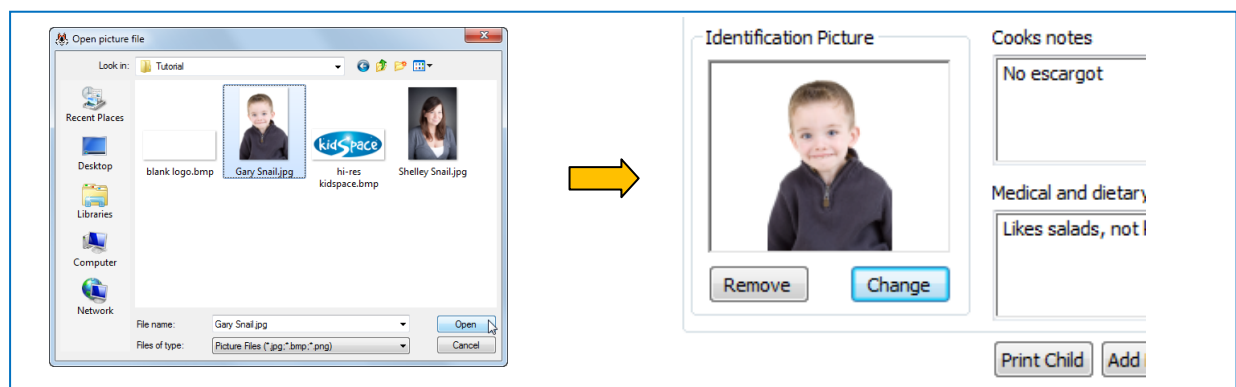 Open picture file
Look in:
Tutorial
Recent Places
Desktop
Libraries
Computer
Network
blank logo.bmp
Gary Snail.jpg
kidSpace
hi-res
kidspace.bmp
Shelley Snail.jpg
File name:
Gary Snail.jpg
Open
Files of type:
Picture Files (*.jpg;*.bmp;*.png)
Cancel
Identification Picture
Remove
Change
Cooks notes
No escargot
Medical and dietary
Likes salads, not
Print Child
Add